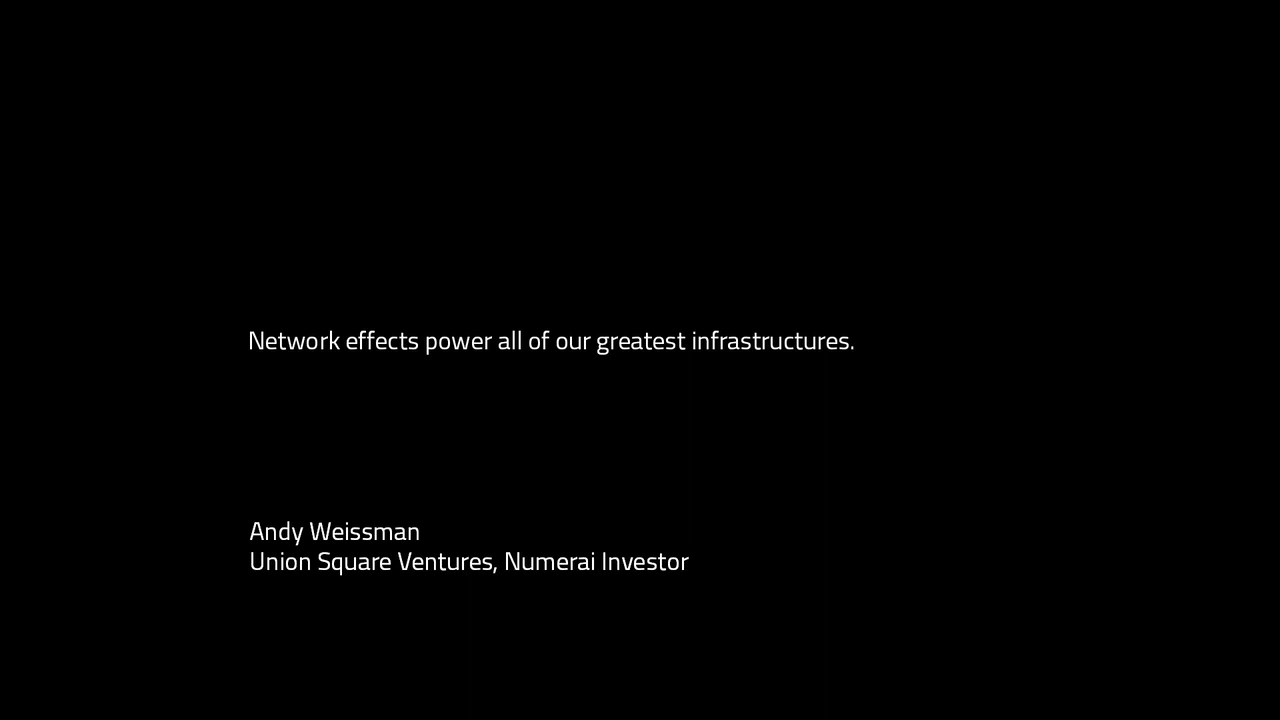 Network effects power all of our greatest infrastructures.
Andy Weissman
Union Square Ventures, Numerai Investor